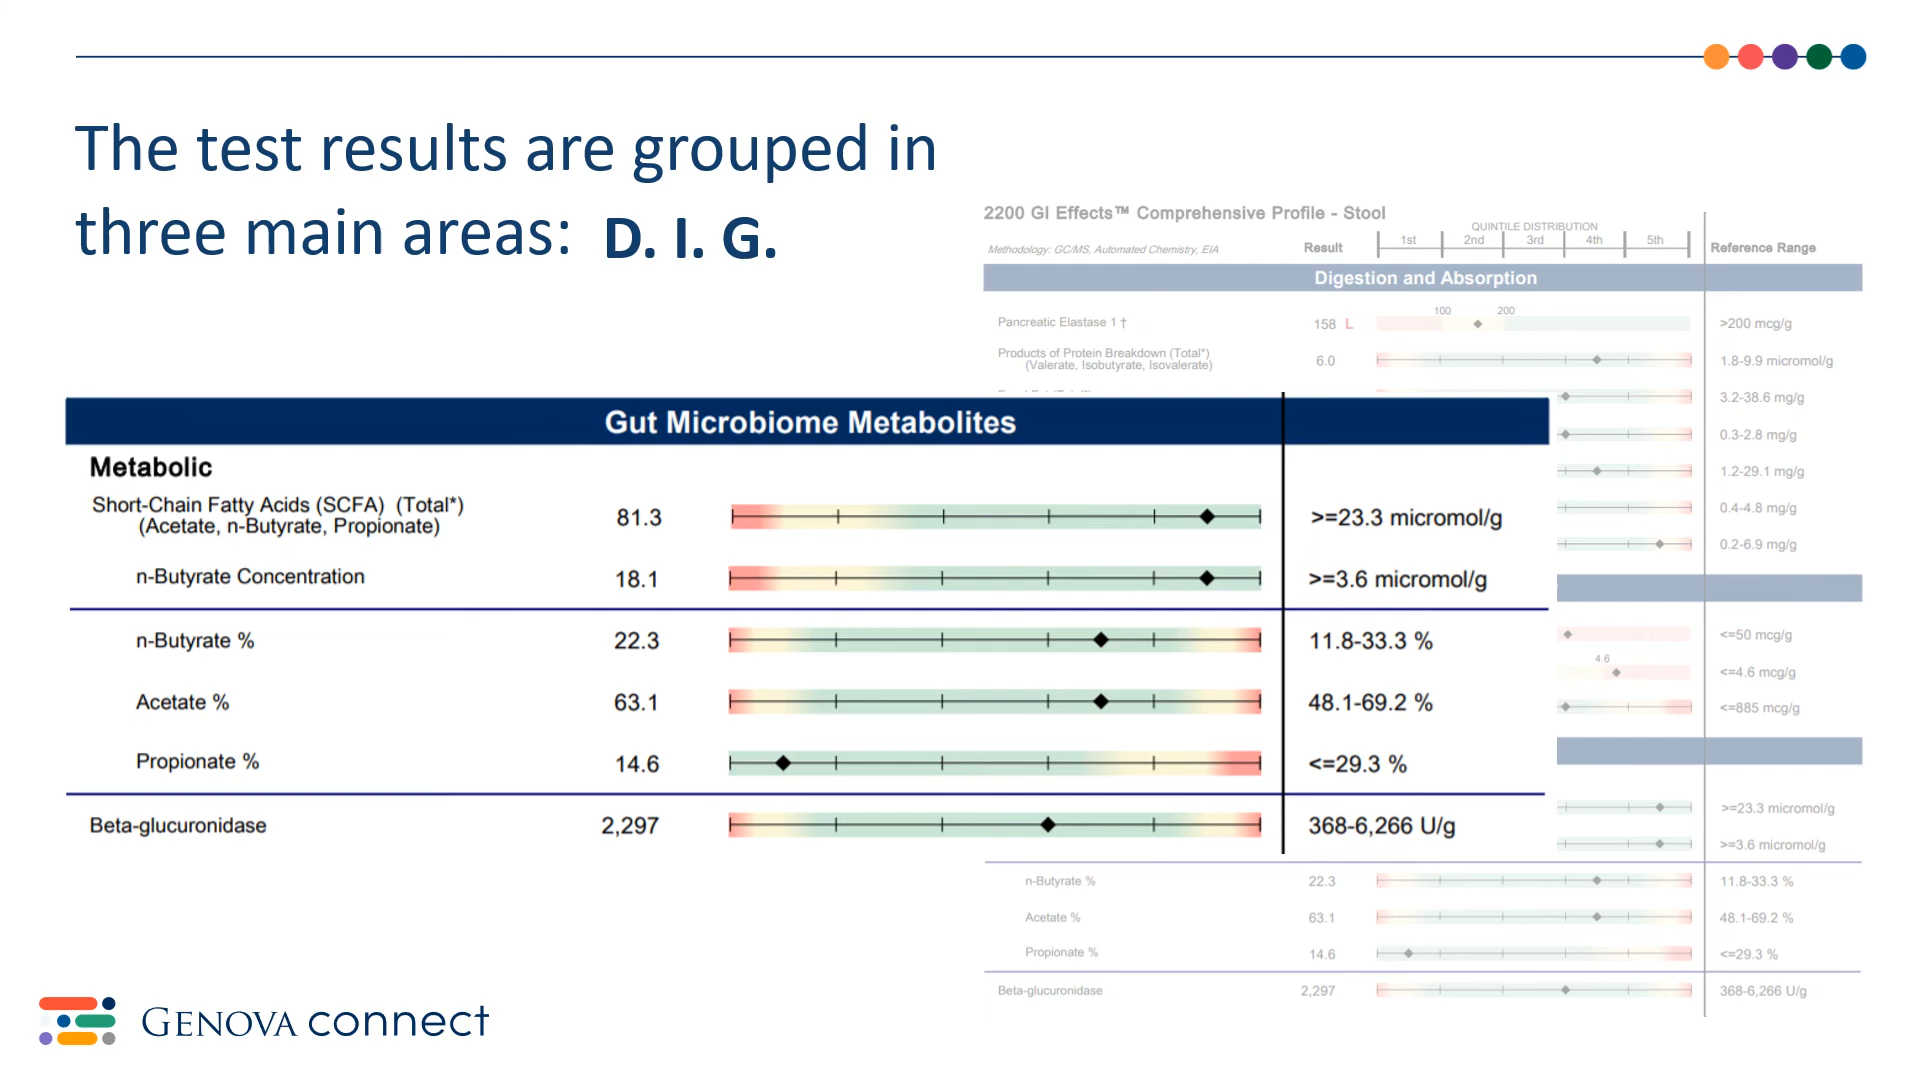 The test results are grouped in
three main areas: D. I. G.
2200 GI Effects™ Comprehensive Profile - Stool
QUINTILE DISTRIBUTION
Methodology: GC/MS, Automated Chemistry, EIA Result 1st 2nd 3rd 4th 5th Reference Range
Digestion and Absorption
100 200
Pancreatic Elastase 1 † 158 L >200 mcg/g
Products of Protein Breakdown (Total*)
(Valerate, Isobutyrate, Isovalerate) 6.0 1.8-9.9 micromol/g
3.2-38.6 mg/g
0.3-2.8 mg/g
1.2-29.1 mg/g
0.4-4.8 mg/g
0.2-6.9 mg/g
<=50 mcg/g
4.6
<=4.6 mcg/g
<=885 mcg/g
>=23.3 micromol/g
>=3.6 micromol/g
n-Butyrate % 22.3 11.8-33.3 %
Acetate % 63.1 48.1-69.2 %
Propionate % 14.6 <=29.3 %
Beta-glucuronidase 2,297 368-6,266 U/g
Gut Microbiome Metabolites
Metabolic
Short-Chain Fatty Acids (SCFA) (Total*)
(Acetate, n-Butyrate, Propionate) 81.3 >=23.3 micromol/g
n-Butyrate Concentration 18.1 >=3.6 micromol/g
n-Butyrate % 22.3 11.8-33.3 %
Acetate % 63.1 48.1-69.2 %
Propionate % 14.6 <=29.3 %
Beta-glucuronidase 2,297 368-6,266 U/g
GENOVA connect